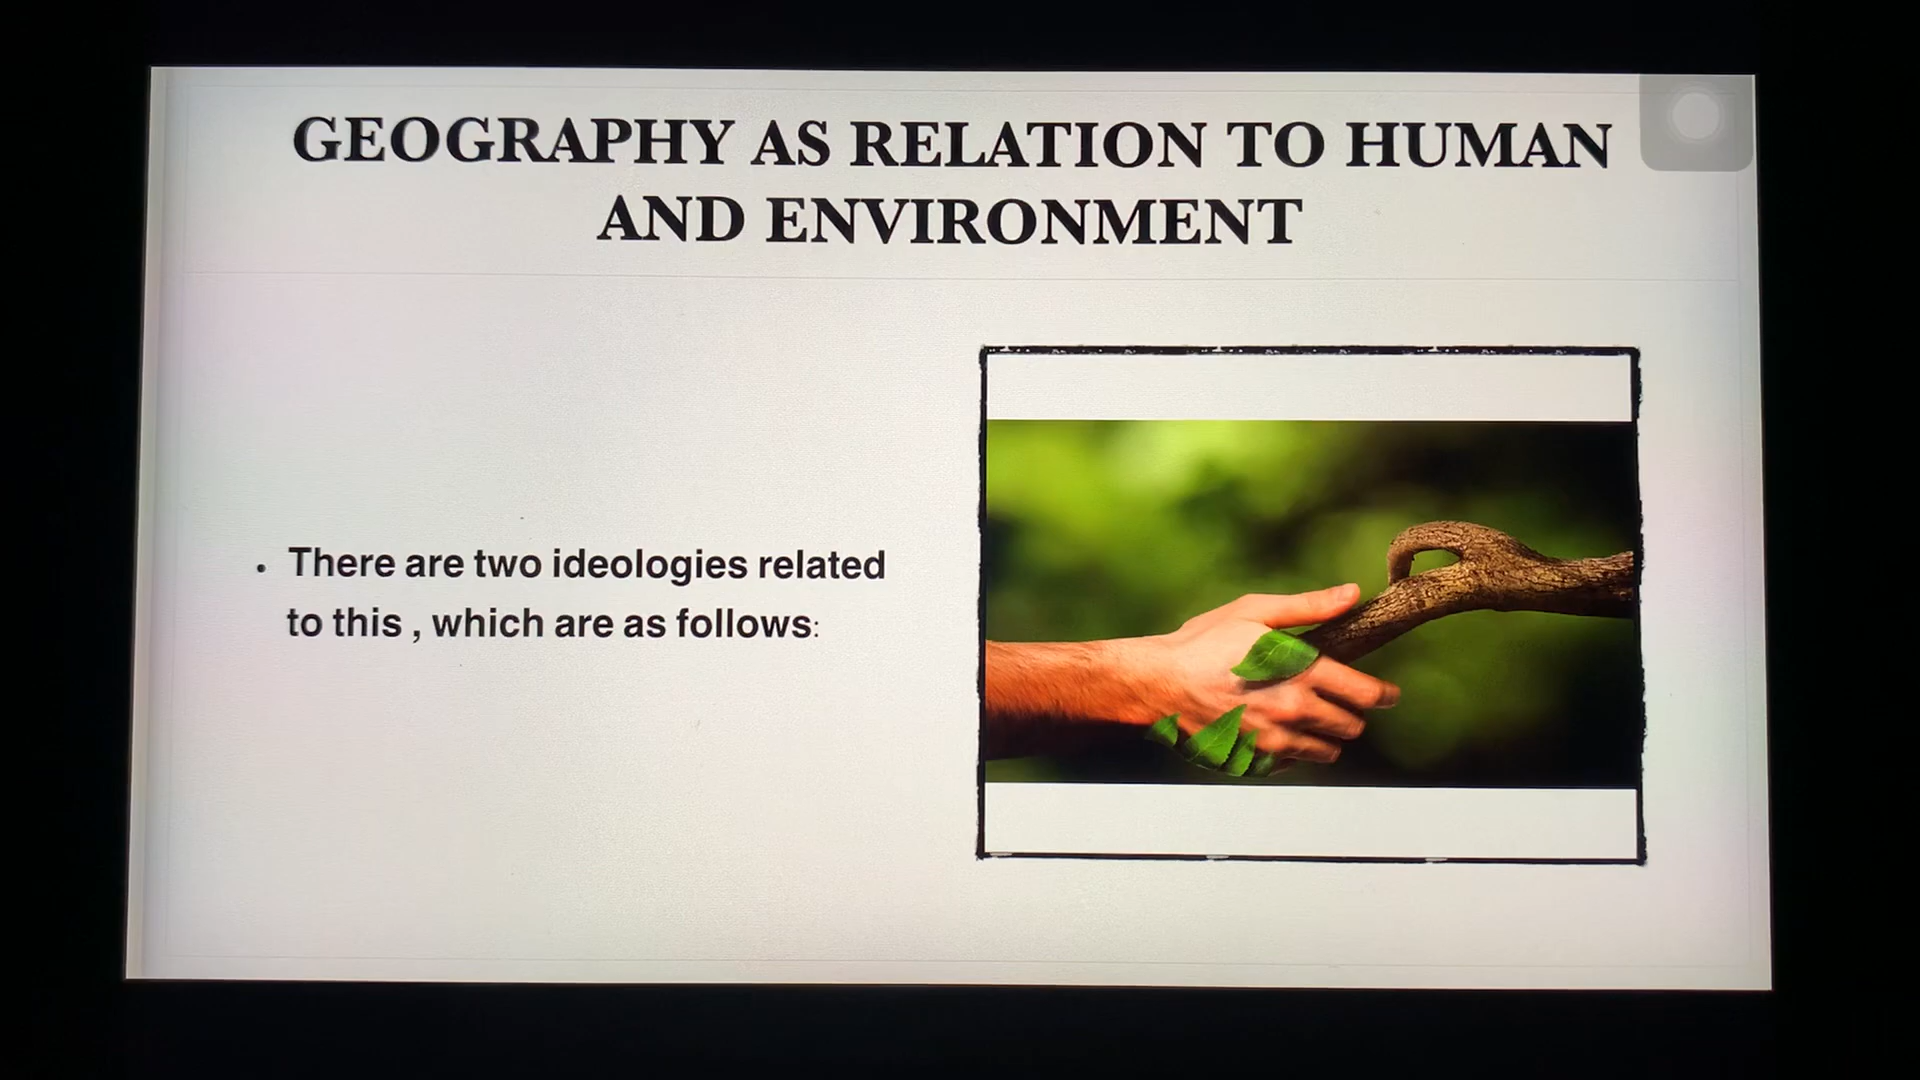 GEOGRAPHY AS RELATION TO HUMAN
AND ENVIRONMENT
• There are two ideologies related
to this , which are as follows: